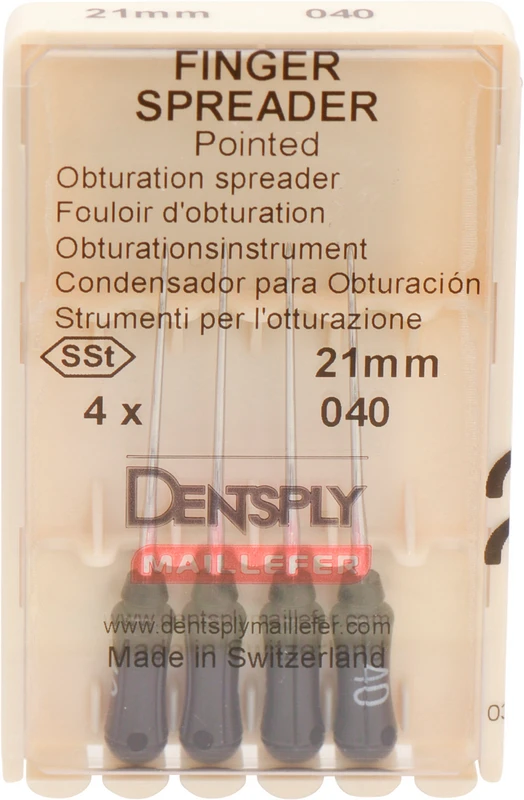 21mm 040
FINGER
SPREADER
Pointed
Obturation spreader
Fouloir d'obturation
Obturationsinstrument
Condensador para Obturación
Strumenti per l'otturazione
SSt 21mm
4 x 040
DENTSPLY
MAILLEFER
www.dentsplymaillefer.com
Made in Switzerland
40
03